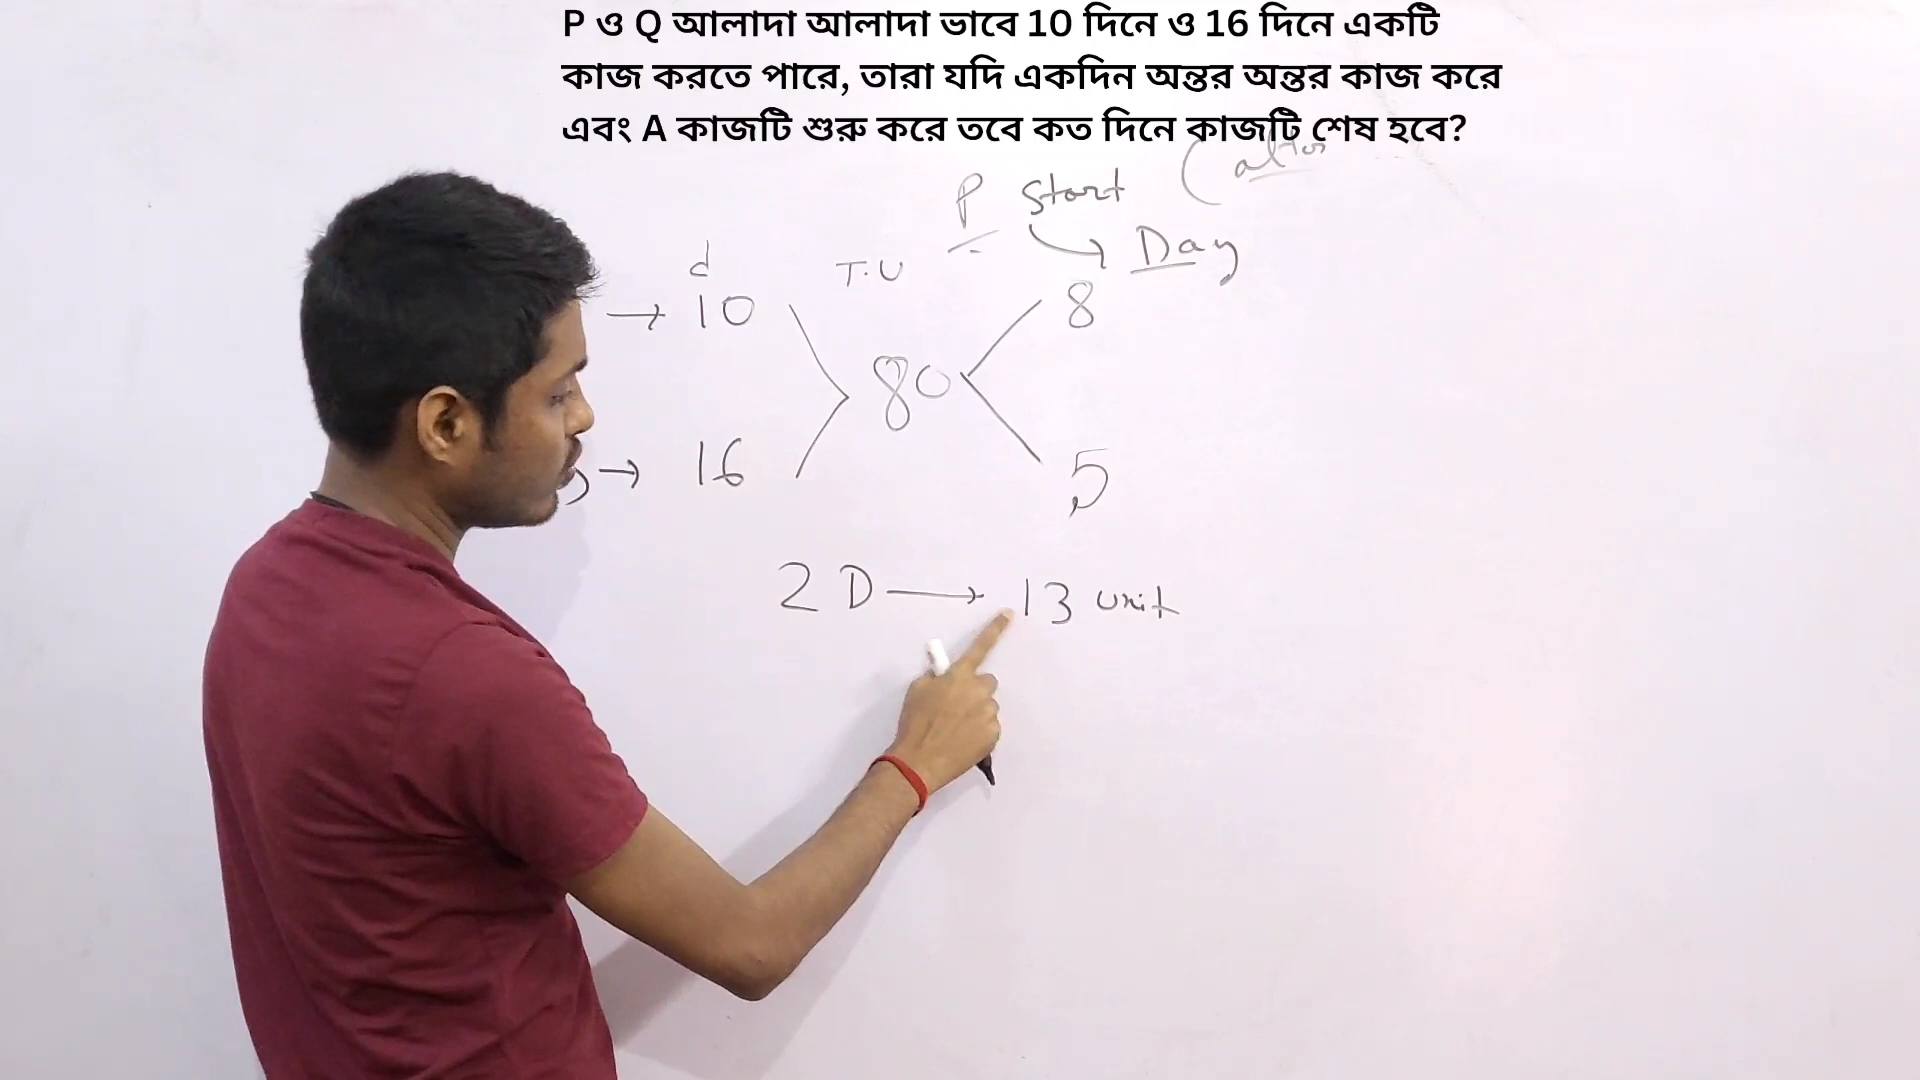 P ও Q আলাদা আলাদা ভাবে 10 দিনে ও 16 দিনে একটি
কাজ করতে পারে, তারা যদি একদিন অন্তর অন্তর কাজ করে
এবং A কাজটি শুরু করে তবে কত দিনে কাজটি শেষ হবে?
P Start (
Day
d T.U
→ 10 8
80
→ 16 5
2 D → 13 unit